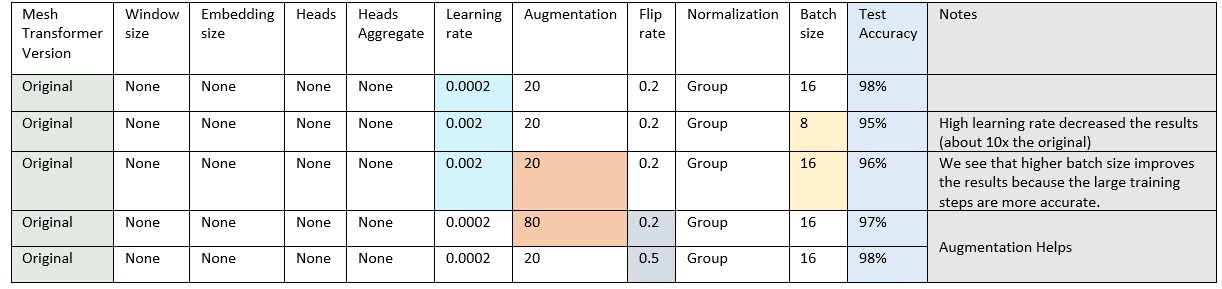 Mesh Transformer Version | Window size | Embedding size | Heads | Heads Aggregate | Learning rate | Augmentation | Flip rate | Normalization | Batch size | Test Accuracy | Notes
Original | None | None | None | None | 0.0002 | 20 | 0.2 | Group | 16 | 98% |
Original | None | None | None | None | 0.002 | 20 | 0.2 | Group | 8 | 95% | High learning rate decreased the results (about 10x the original)
Original | None | None | None | None | 0.002 | 20 | 0.2 | Group | 16 | 96% | We see that higher batch size improves the results because the large training steps are more accurate.
Original | None | None | None | None | 0.0002 | 80 | 0.2 | Group | 16 | 97% | Augmentation Helps
Original | None | None | None | None | 0.0002 | 20 | 0.5 | Group | 16 | 98%